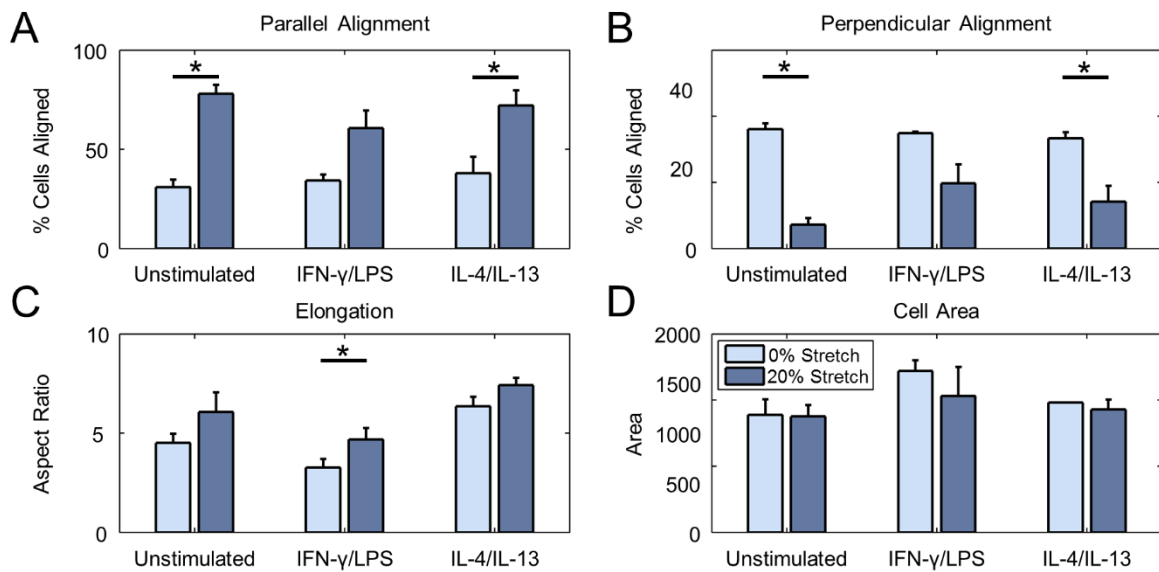 A
Parallel Alignment
% Cells Aligned
100
50
0
*
*
Unstimulated
IFN-γ/LPS
IL-4/IL-13
B
Perpendicular Alignment
% Cells Aligned
40
20
0
*
*
Unstimulated
IFN-γ/LPS
IL-4/IL-13
C
Elongation
Aspect Ratio
10
5
0
*
Unstimulated
IFN-γ/LPS
IL-4/IL-13
D
Cell Area
Area
2000
1500
1000
500
0
0% Stretch
20% Stretch
Unstimulated
IFN-γ/LPS
IL-4/IL-13